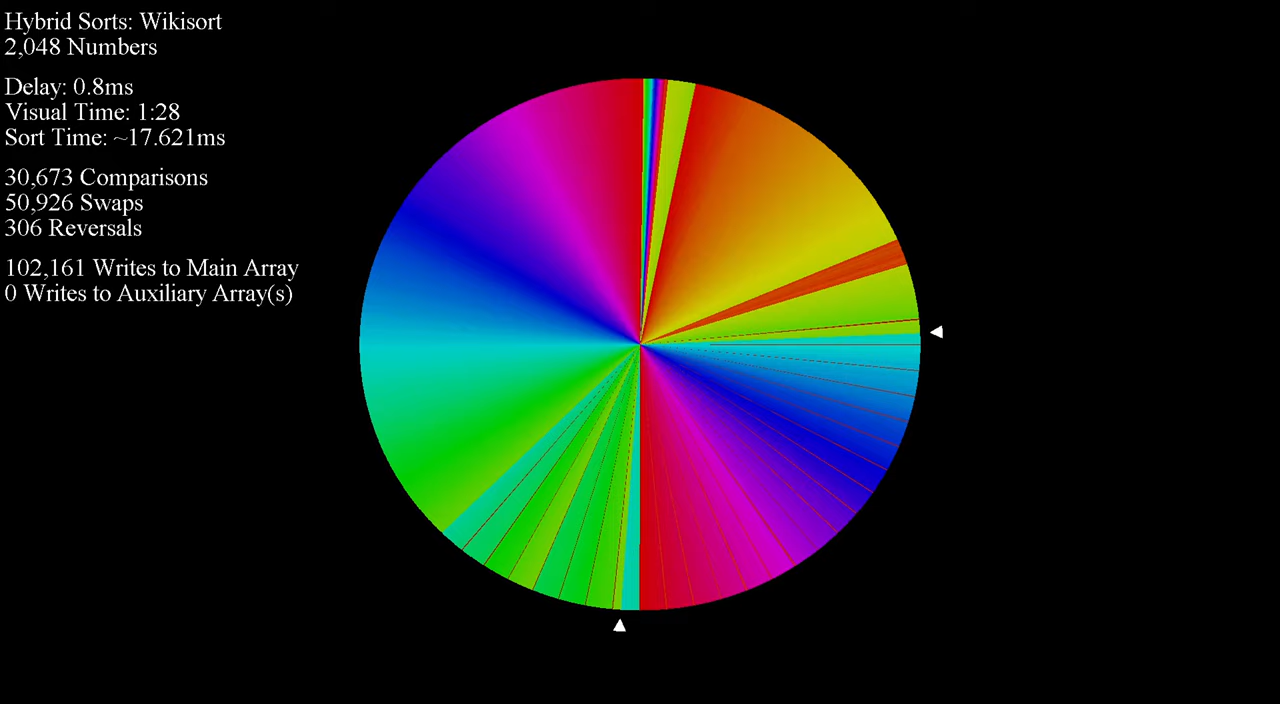 Hybrid Sorts: Wikisort
2,048 Numbers
Delay: 0.8ms
Visual Time: 1:28
Sort Time: ~17.621ms
30,673 Comparisons
50,926 Swaps
306 Reversals
102,161 Writes to Main Array
0 Writes to Auxiliary Array(s)